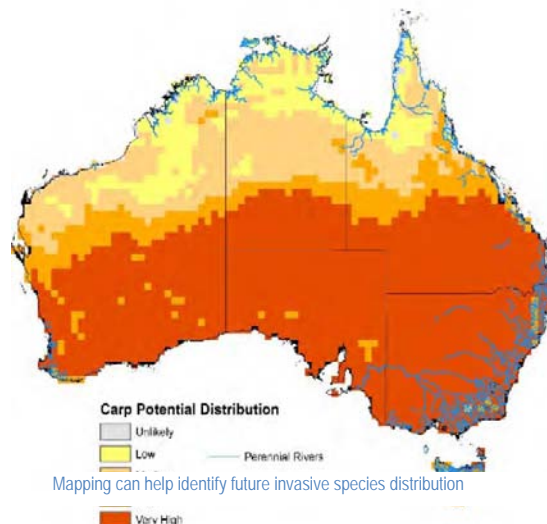 Carp Potential Distribution
Unlikely
Low
Perennial Rivers
Mapping can help identify future invasive species distribution
Very High